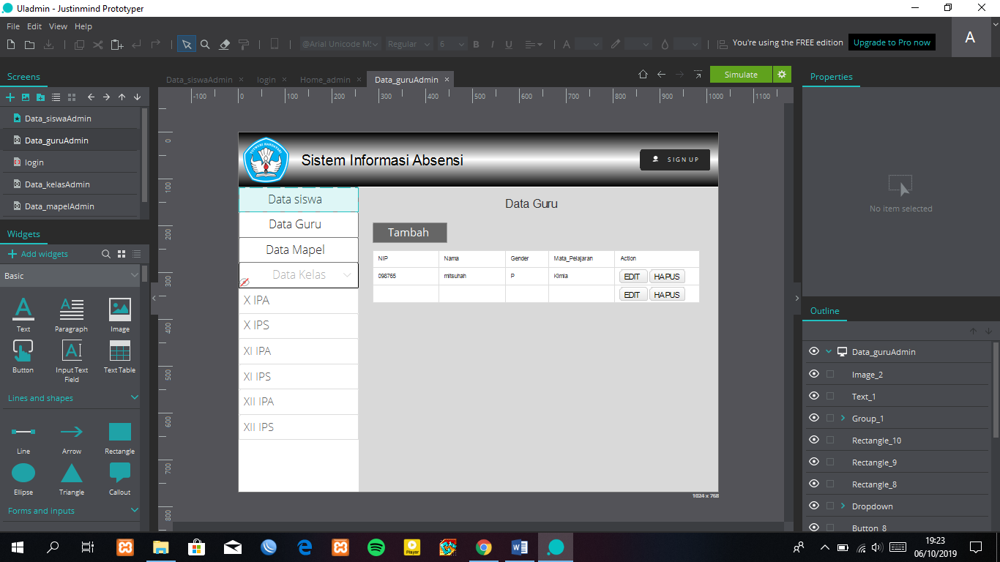 UIadmin - Justinmind Prototyper
File Edit View Help
@Arial Unicode MS Regular 6 B I U A
You're using the FREE edition Upgrade to Pro now A
Screens
Data_siswaAdmin login Home_admin Data_guruAdmin
Simulate
Properties
-100 0 100 200 300 400 500 600 700 800 900 1000 1100
Data_siswaAdmin
Data_guruAdmin
login
Data_kelasAdmin
Data_mapelAdmin
Widgets
Add widgets
Basic
Text Paragraph Image
Button Input Text Field Text Table
Lines and shapes
Line Arrow Rectangle
Ellipse Triangle Callout
Forms and inputs
0
100
200
300
400
500
600
700
800
Sistem Informasi Absensi
SIGN UP
Data siswa
Data Guru
Data Mapel
Data Kelas
X IPA
X IPS
XI IPA
XI IPS
XII IPA
XII IPS
Data Guru
Tambah
NIP Nama Gender Mata_Pelajaran Action
098765 mitsuhah P Kimia EDIT HAPUS
EDIT HAPUS
1024 x 768
No item selected
Outline
Data_guruAdmin
Image_2
Text_1
Group_1
Rectangle_10
Rectangle_9
Rectangle_8
Dropdown
Button_8
Player
19:23
06/10/2019